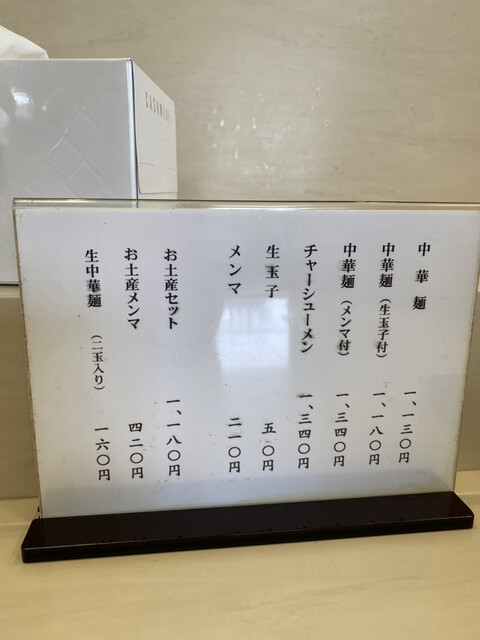 中華麺 一、一三〇円
中華麺（生玉子付） 一、一八〇円
中華麺（メンマ付） 一、三四〇円
チャーシューメン 一、三四〇円
生玉子 五〇円
メンマ 二一〇円
お土産セット 一、一八〇円
お土産メンマ 四二〇円
生中華麺（二玉入り） 一六〇円